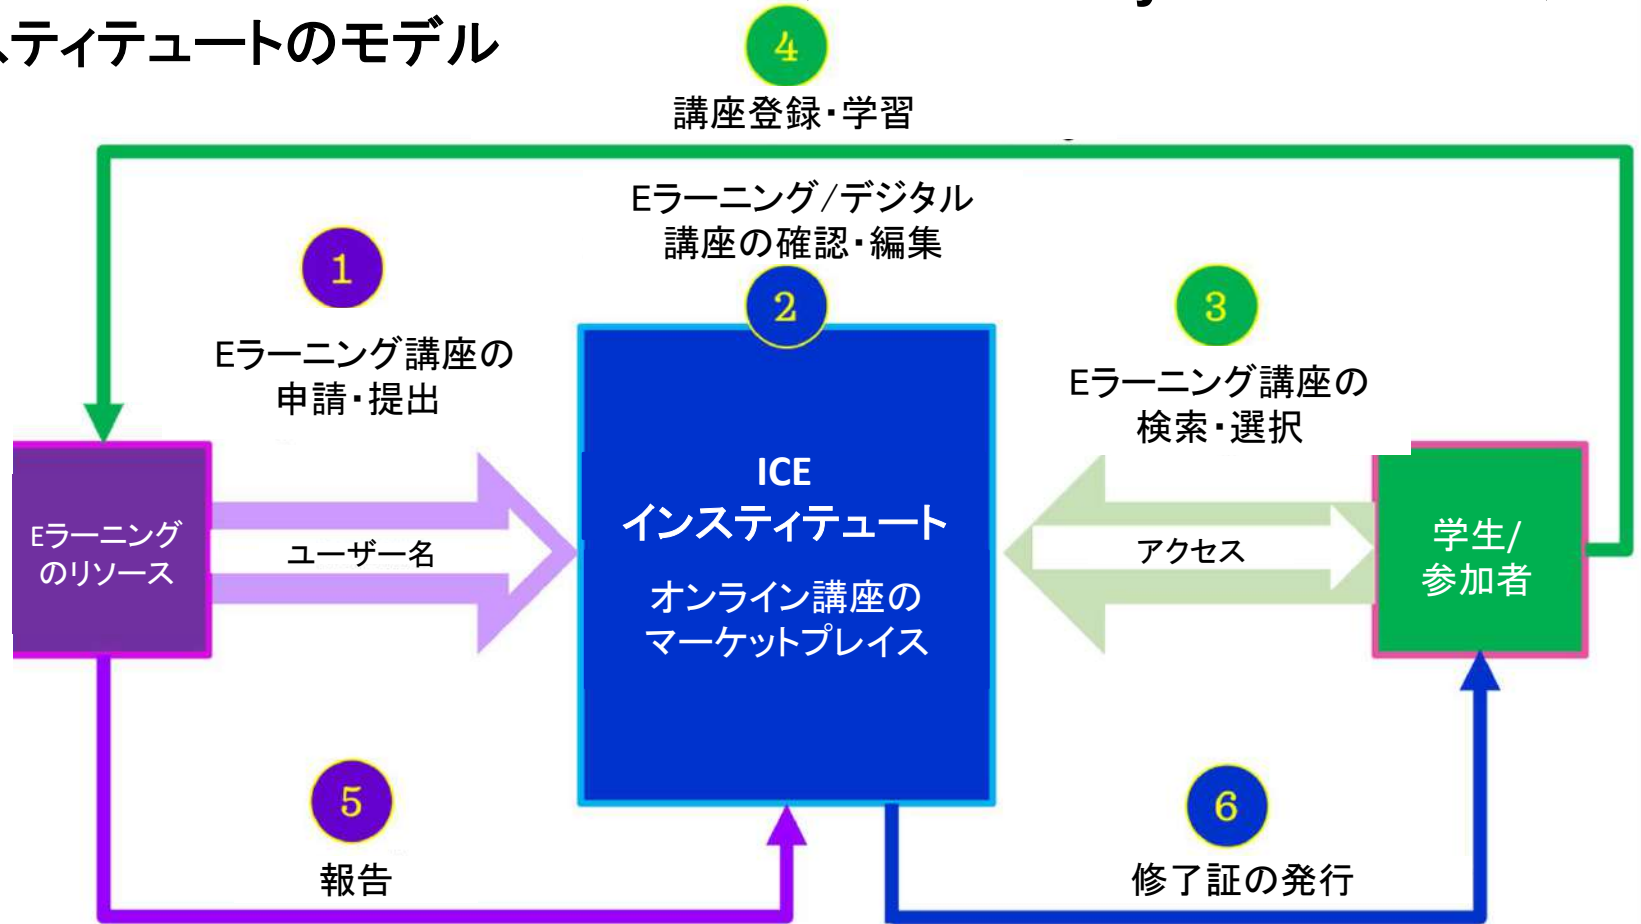 スティテュートのモデル
4
講座登録・学習
Eラーニング/デジタル
講座の確認・編集
1
2
3
Eラーニング講座の
申請・提出
Eラーニング講座の
検索・選択
Eラーニング
のリソース
ユーザー名
ICE
インスティテュート
オンライン講座の
マーケットプレイス
アクセス
学生/
参加者
5
報告
6
修了証の発行